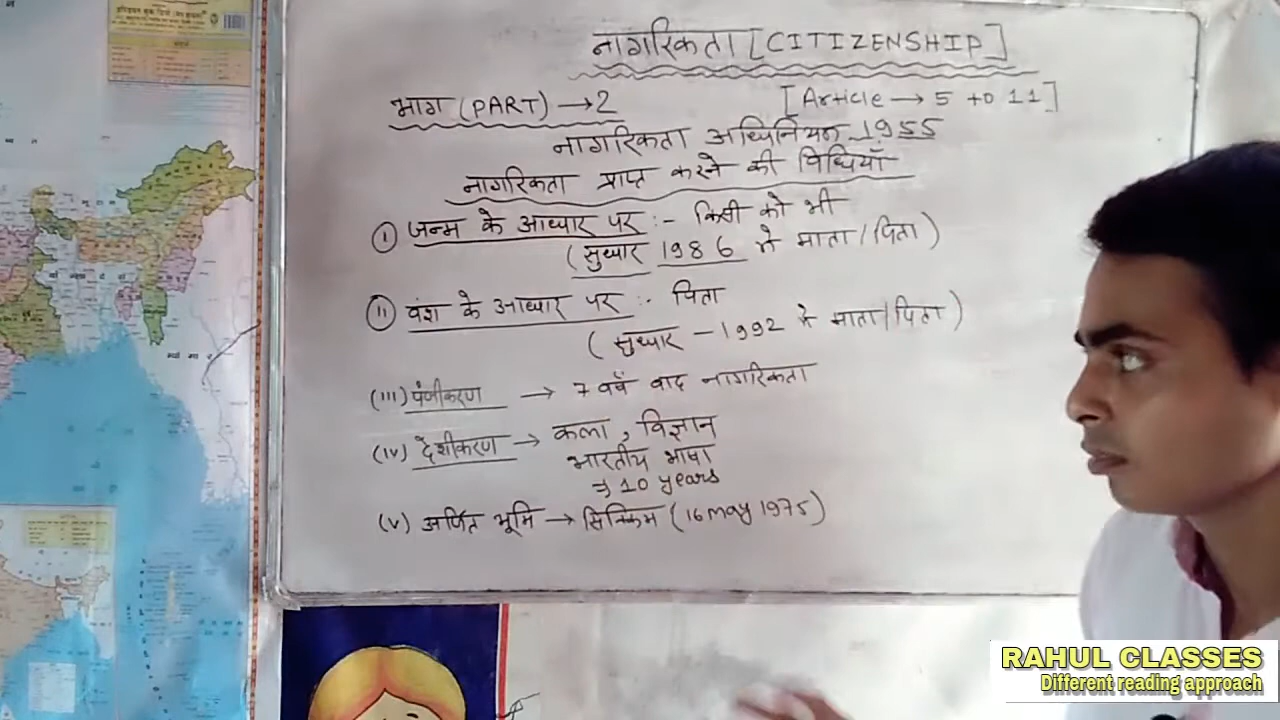 नागरिकता [CITIZENSHIP]
भाग (PART) → 2
[Article → 5 to 11]
नागरिकता अधिनियम 1955
नागरिकता प्राप्त करने की विधियाँ
(i) जन्म के आधार पर :- किसी को भी
(सुधार 1986 में माता/पिता)
(ii) वंश के आधार पर :- पिता
(सुधार - 1992 में माता/पिता)
(iii) पंजीकरण → 7 वर्ष बाद नागरिकता
(iv) देशीकरण → कला, विज्ञान
भारतीय भाषा
⇒ 10 years
(v) अर्जित भूमि → सिक्किम (16 may 1975)
RAHUL CLASSES
Different reading approach